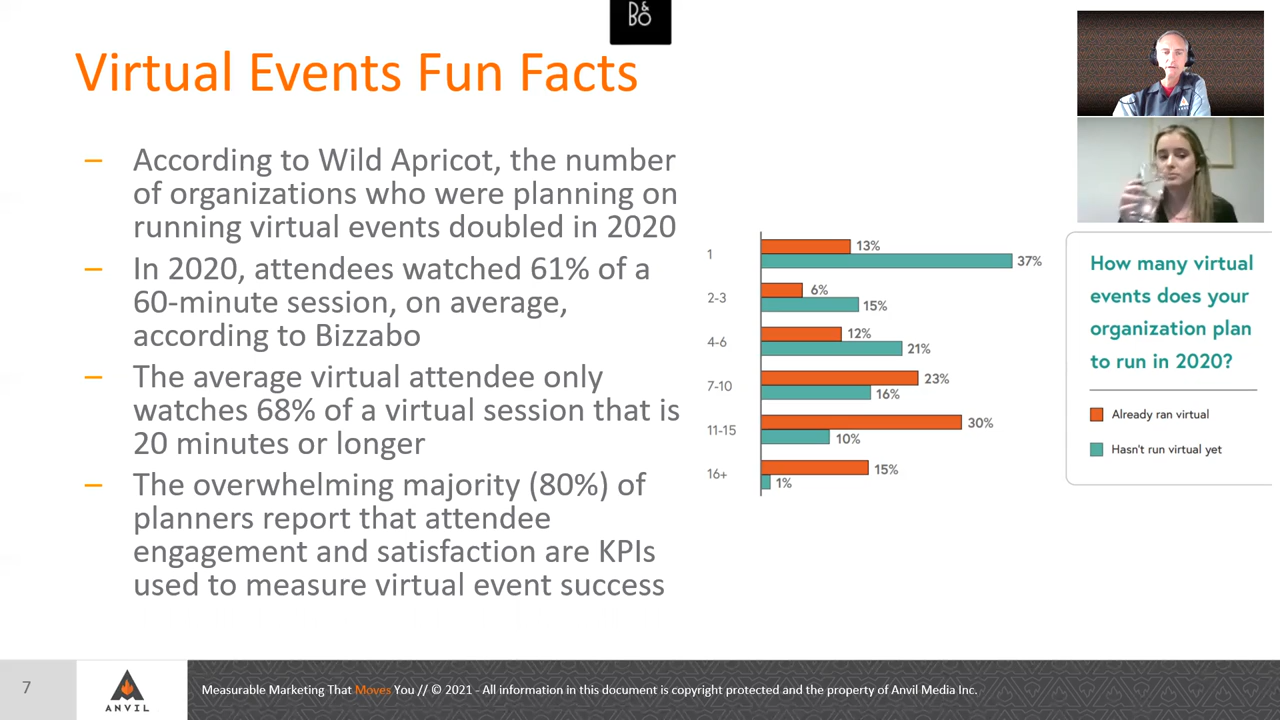 D&
BO
Virtual Events Fun Facts
– According to Wild Apricot, the number
of organizations who were planning on
running virtual events doubled in 2020
– In 2020, attendees watched 61% of a
60-minute session, on average,
according to Bizzabo
– The average virtual attendee only
watches 68% of a virtual session that is
20 minutes or longer
– The overwhelming majority (80%) of
planners report that attendee
engagement and satisfaction are KPIs
used to measure virtual event success
1 13%
37%
2-3 6%
15%
4-6 12%
21%
7-10 23%
16%
11-15 30%
10%
16+ 15%
1%
How many virtual
events does your
organization plan
to run in 2020?
Already ran virtual
Hasn't run virtual yet
7
ANVIL
Measurable Marketing That Moves You // © 2021 - All information in this document is copyright protected and the property of Anvil Media Inc.